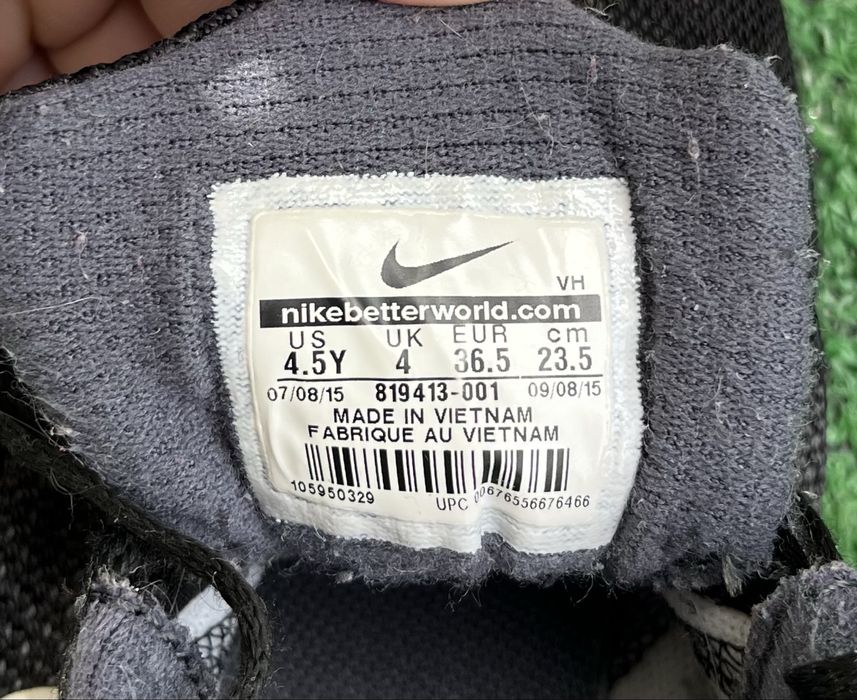 VH
nikebetterworld.com
US UK EUR cm
4.5Y 4 36.5 23.5
07/08/15 819413-001 09/08/15
MADE IN VIETNAM
FABRIQUE AU VIETNAM
105950329 UPC 00676556676466